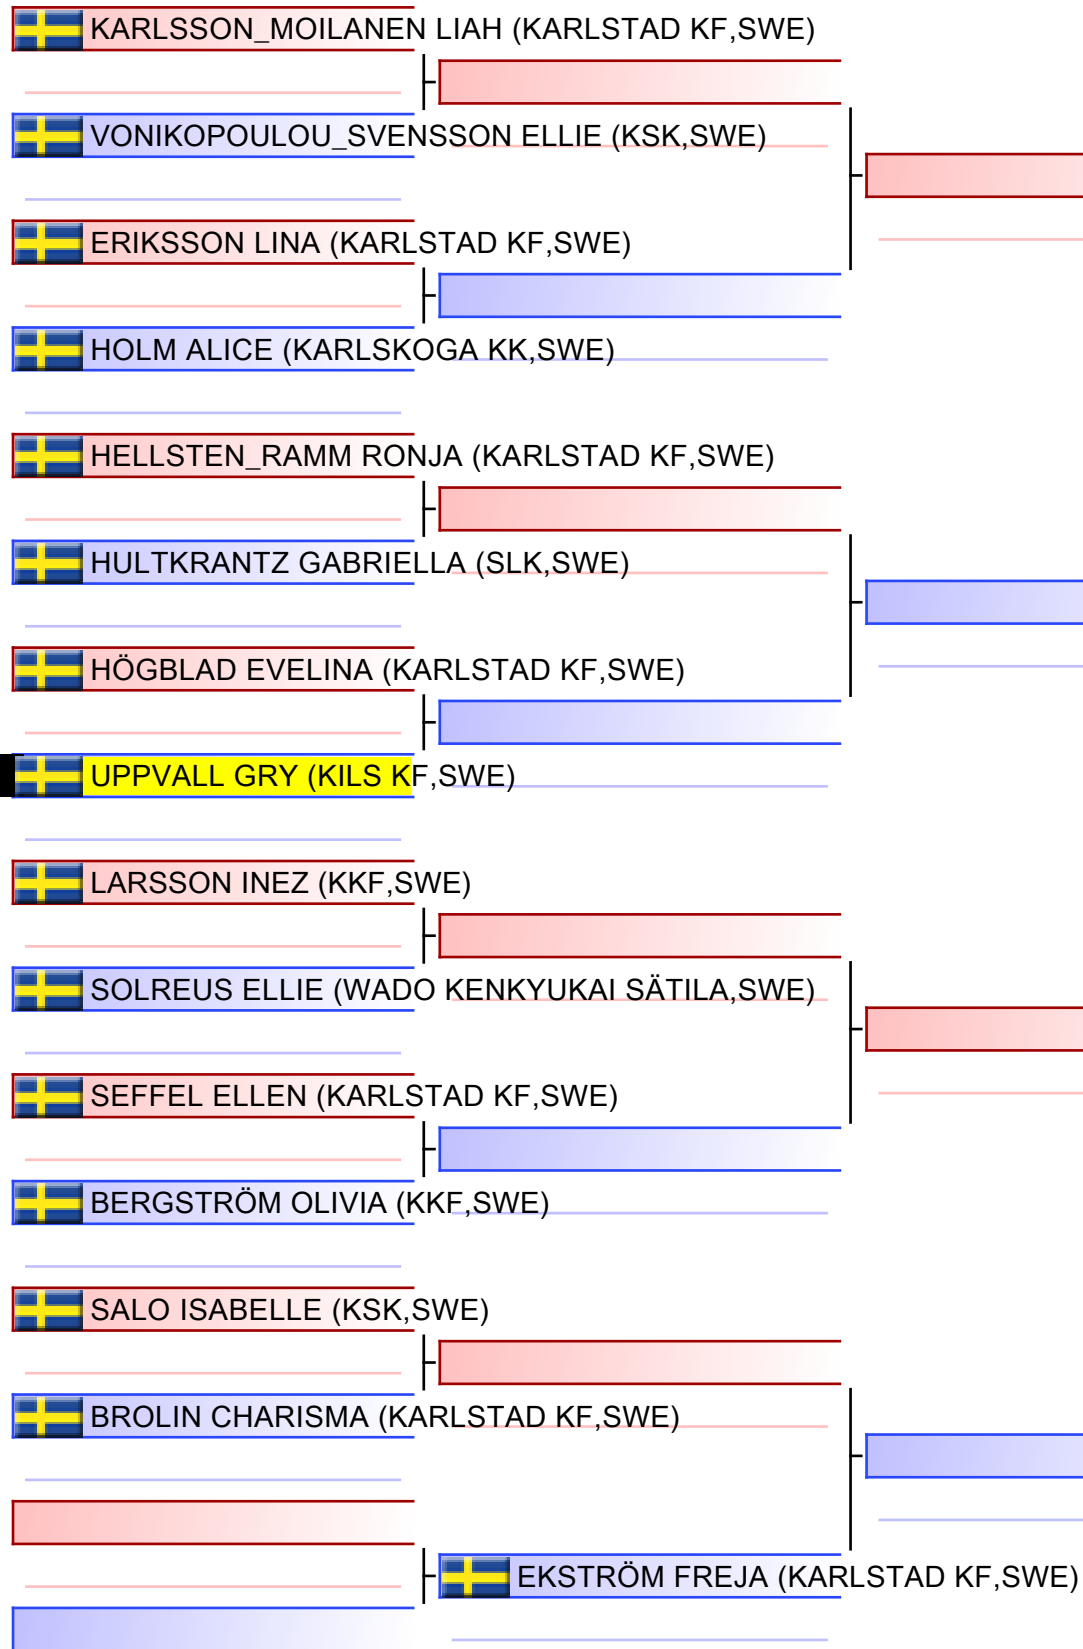 KARLSSON_MOILANEN LIAH (KARLSTAD KF,SWE)
VONIKOPOULOU_SVENSSON ELLIE (KSK,SWE)
ERIKSSON LINA (KARLSTAD KF,SWE)
HOLM ALICE (KARLSKOGA KK,SWE)
HELLSTEN_RAMM RONJA (KARLSTAD KF,SWE)
HULTKRANTZ GABRIELLA (SLK,SWE)
HÖGBLAD EVELINA (KARLSTAD KF,SWE)
UPPVALL GRY (KILS KF,SWE)
LARSSON INEZ (KKF,SWE)
SOLREUS ELLIE (WADO KENKYUKAI SÄTILA,SWE)
SEFFEL ELLEN (KARLSTAD KF,SWE)
BERGSTRÖM OLIVIA (KKF,SWE)
SALO ISABELLE (KSK,SWE)
BROLIN CHARISMA (KARLSTAD KF,SWE)
EKSTRÖM FREJA (KARLSTAD KF,SWE)